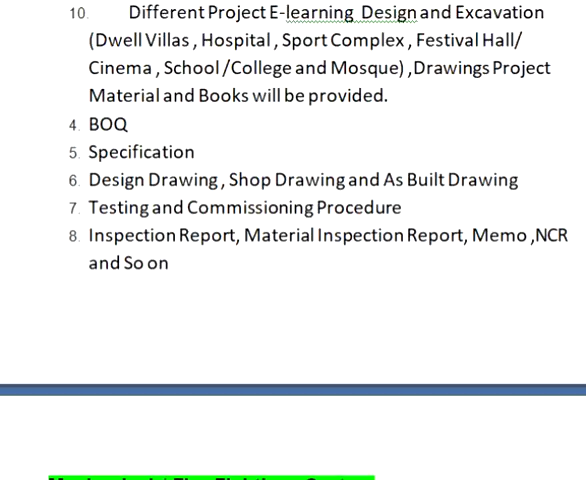 10. Different Project E-learning Design and Excavation
(Dwell Villas , Hospital , Sport Complex , Festival Hall/
Cinema , School /College and Mosque) ,Drawings Project
Material and Books will be provided.
4. BOQ
5. Specification
6. Design Drawing , Shop Drawing and As Built Drawing
7. Testing and Commissioning Procedure
8. Inspection Report, Material Inspection Report, Memo ,NCR
and So on